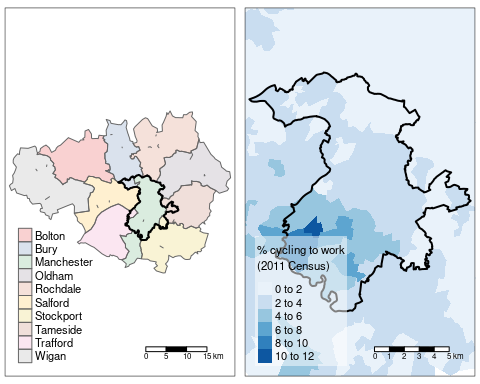 Bolton
Bury
Manchester
Oldham
Rochdale
Salford
Stockport
Tameside
Trafford
Wigan
0 5 10 15 km
% cycling to work
(2011 Census)
0 to 2
2 to 4
4 to 6
6 to 8
8 to 10
10 to 12
0 1 2 3 4 5 km